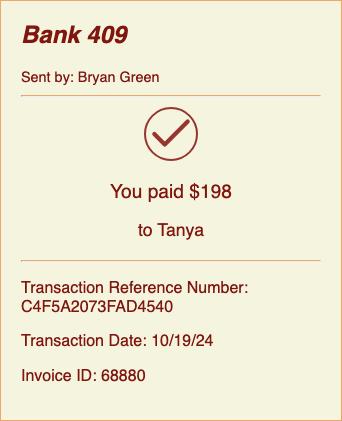 Bank 409
Sent by: Bryan Green
You paid $198
to Tanya
Transaction Reference Number:
C4F5A2073FAD4540
Transaction Date: 10/19/24
Invoice ID: 68880